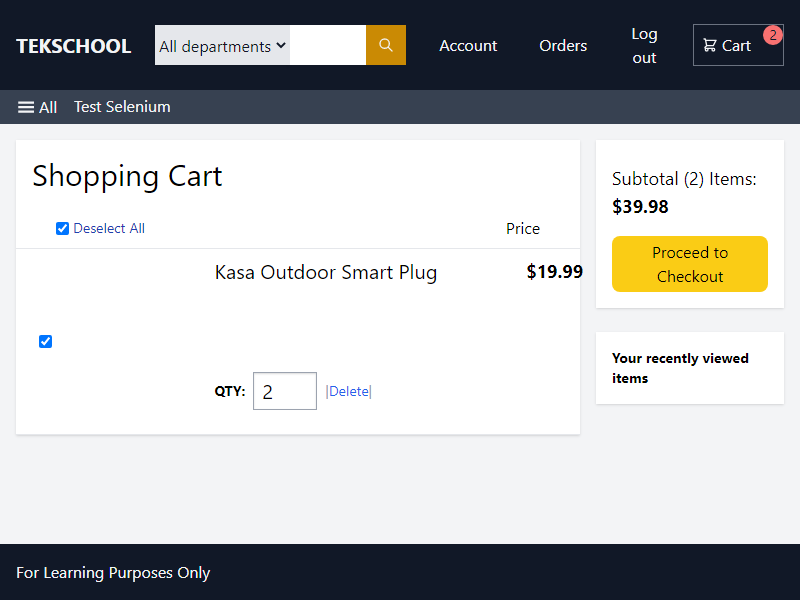 TEKSCHOOL
All departments
Account
Orders
Log
out
Cart
2
All
Test Selenium
Shopping Cart
Deselect All
Price
Kasa Outdoor Smart Plug
$19.99
QTY:
2
|Delete|
Subtotal (2) Items:
$39.98
Proceed to
Checkout
Your recently viewed
items
For Learning Purposes Only